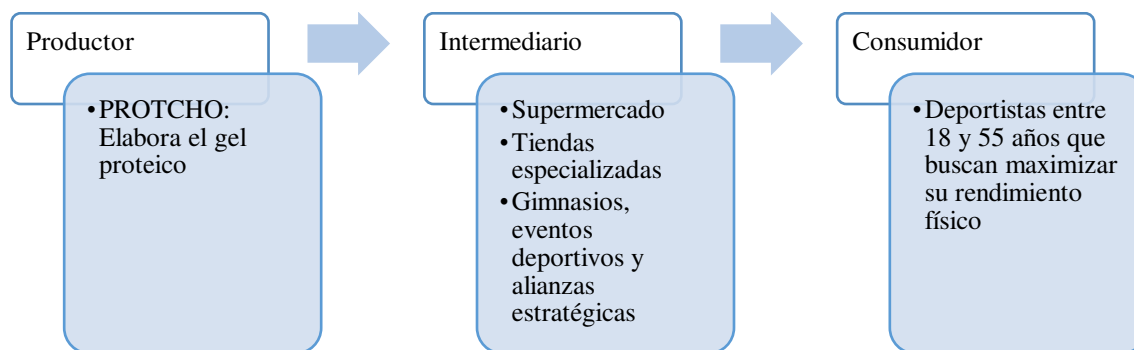 Productor
•PROTCHO:
Elabora el gel
proteico
Intermediario
•Supermercado
•Tiendas
especializadas
•Gimnasios,
eventos
deportivos y
alianzas
estratégicas
Consumidor
•Deportistas entre
18 y 55 años que
buscan maximizar
su rendimiento
físico